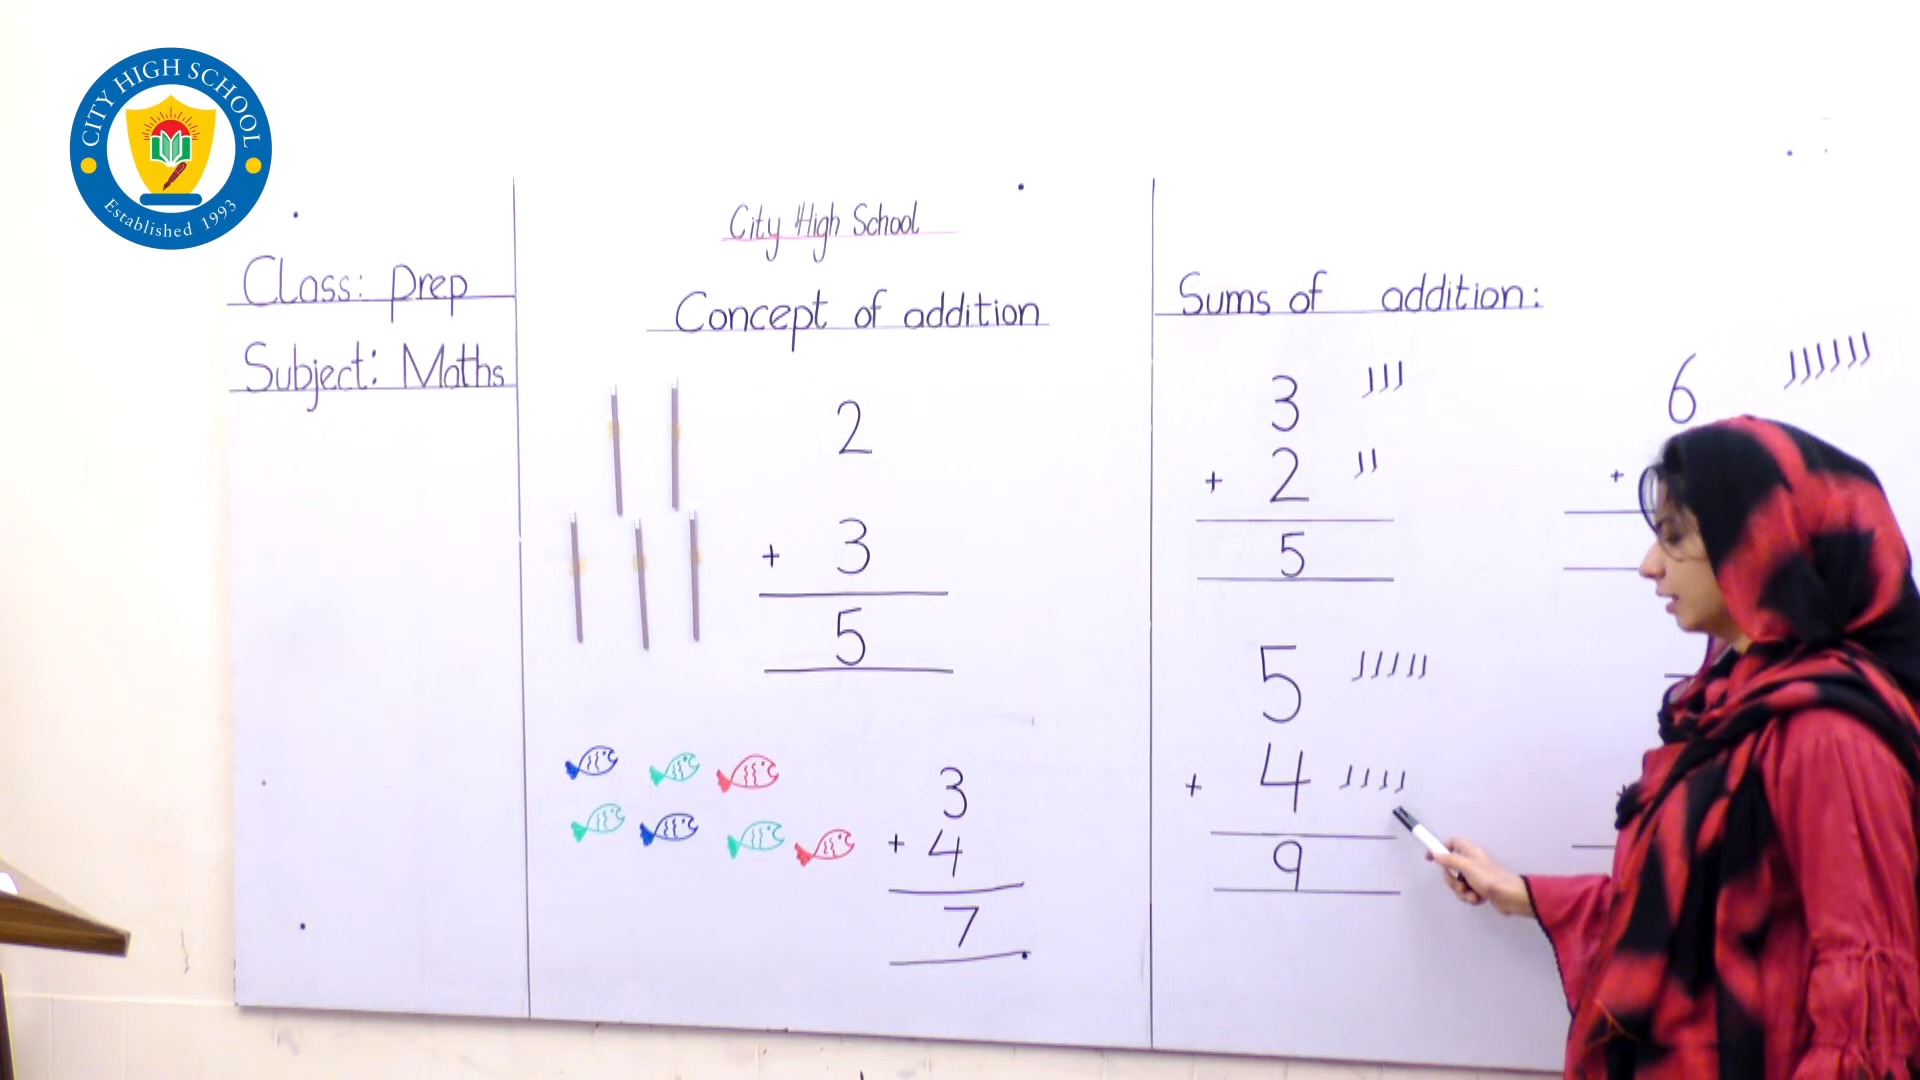 CITY HIGH SCHOOL
Established 1993
Class: Prep
Subject: Maths
City High School
Concept of addition
2
+ 3
5
3
+ 4
7
Sums of addition:
3
+ 2
5
5
+ 4
9
6
+